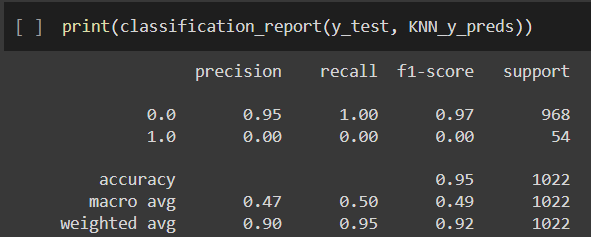 [ ] print(classification_report(y_test, KNN_y_preds))
precision recall f1-score support
0.0 0.95 1.00 0.97 968
1.0 0.00 0.00 0.00 54
accuracy 0.95 1022
macro avg 0.47 0.50 0.49 1022
weighted avg 0.90 0.95 0.92 1022